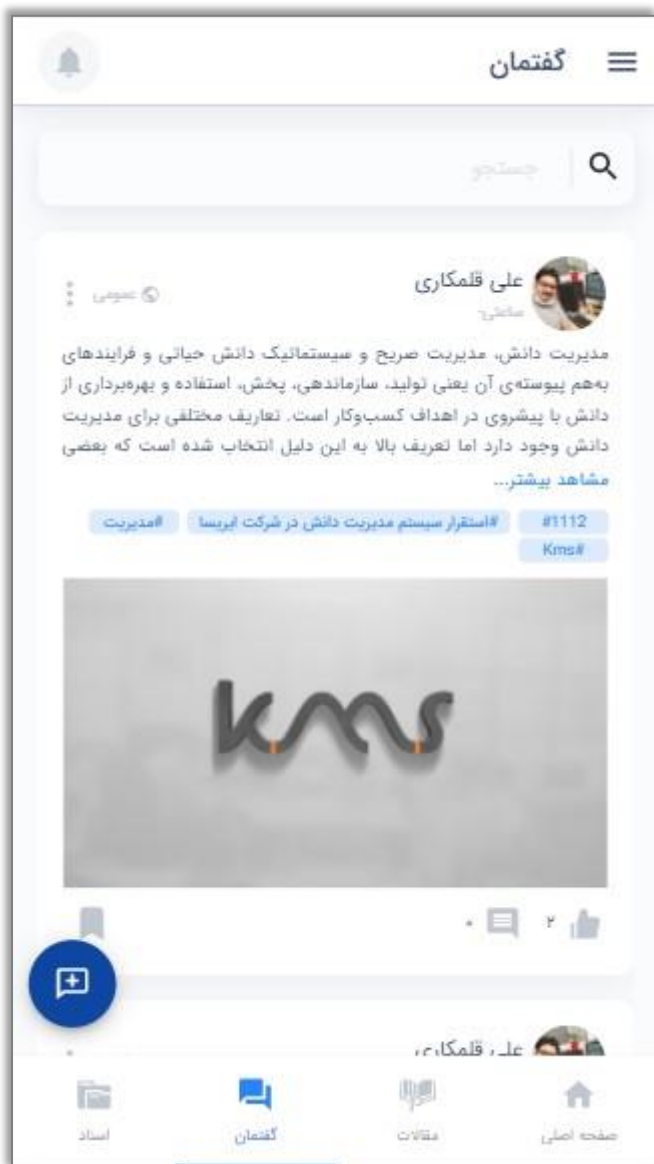 گفتمان
جستجو
علی قلمکاری
عمومی
ساعتی-
مدیریت دانش، مدیریت صریح و سیستماتیک دانش حیاتی و فرایندهای
به‌هم پیوسته‌ی آن یعنی تولید، سازماندهی، پخش، استفاده و بهره‌برداری از
دانش با پیشروی در اهداف کسب‌وکار است. تعاریف مختلفی برای مدیریت
دانش وجود دارد اما تعریف بالا به این دلیل انتخاب شده است که بعضی
مشاهد بیشتر...
#1112 #استقرار سیستم مدیریت دانش در شرکت ایریسا #مدیریت
Kms#
kms
۲ ۰
علی قلمکاری
صفحه اصلی مقالات گفتمان اسناد